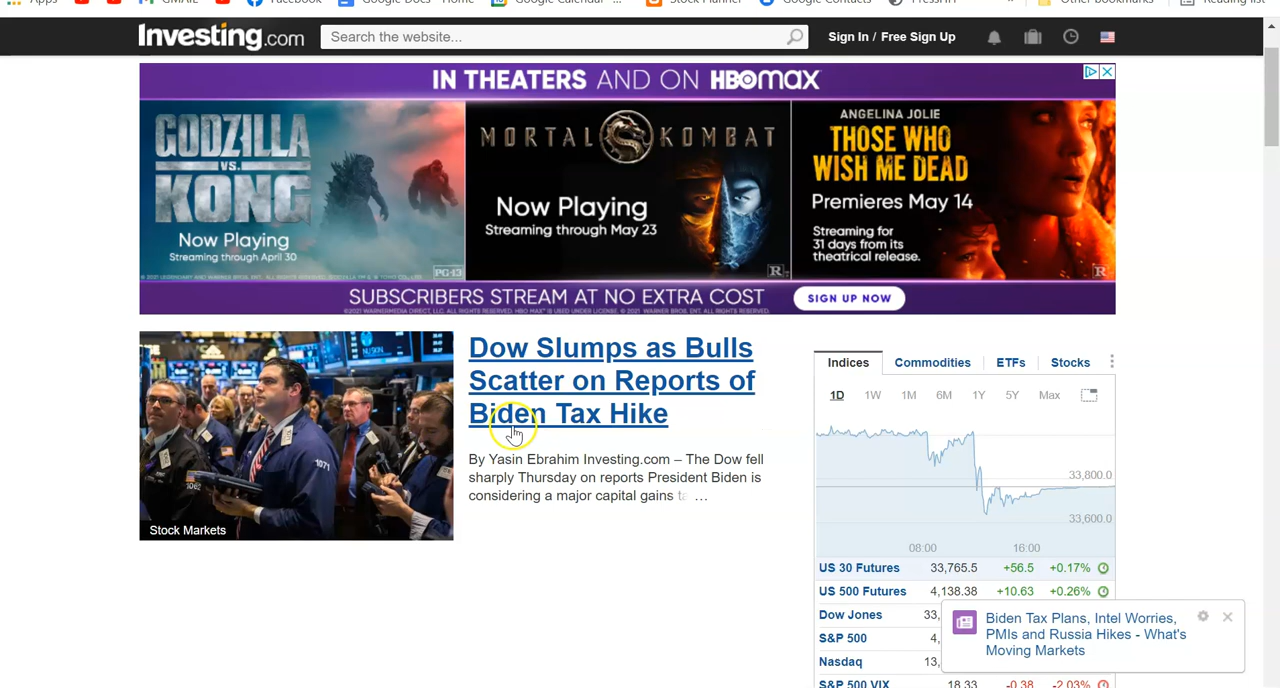 Apps
GMAIL
Facebook
Google Docs - Home
Google Calendar - ...
Stock Planner
Google Contacts
»
Other bookmarks
Reading list
Investing.com
Search the website...
Sign In / Free Sign Up
IN THEATERS AND ON HBOMAX
GODZILLA
VS.
KONG
Now Playing
Streaming through April 30
PG-13
MORTAL KOMBAT
Now Playing
Streaming through May 23
R
ANGELINA JOLIE
THOSE WHO
WISH ME DEAD
Premieres May 14
Streaming for
31 days from its
theatrical release.
R
SUBSCRIBERS STREAM AT NO EXTRA COST
SIGN UP NOW
Stock Markets
1071
1062
Dow Slumps as Bulls
Scatter on Reports of
Biden Tax Hike
By Yasin Ebrahim Investing.com – The Dow fell
sharply Thursday on reports President Biden is
considering a major capital gains ta ...
Indices Commodities ETFs Stocks
1D 1W 1M 6M 1Y 5Y Max
33,800.0
33,600.0
08:00 16:00
US 30 Futures 33,765.5 +56.5 +0.17%
US 500 Futures 4,138.38 +10.63 +0.26%
Dow Jones 33,
S&P 500 4,
Nasdaq 13,
S&P 500 VIX 18.33 -0.38 -2.03%
Biden Tax Plans, Intel Worries,
PMIs and Russia Hikes - What's
Moving Markets